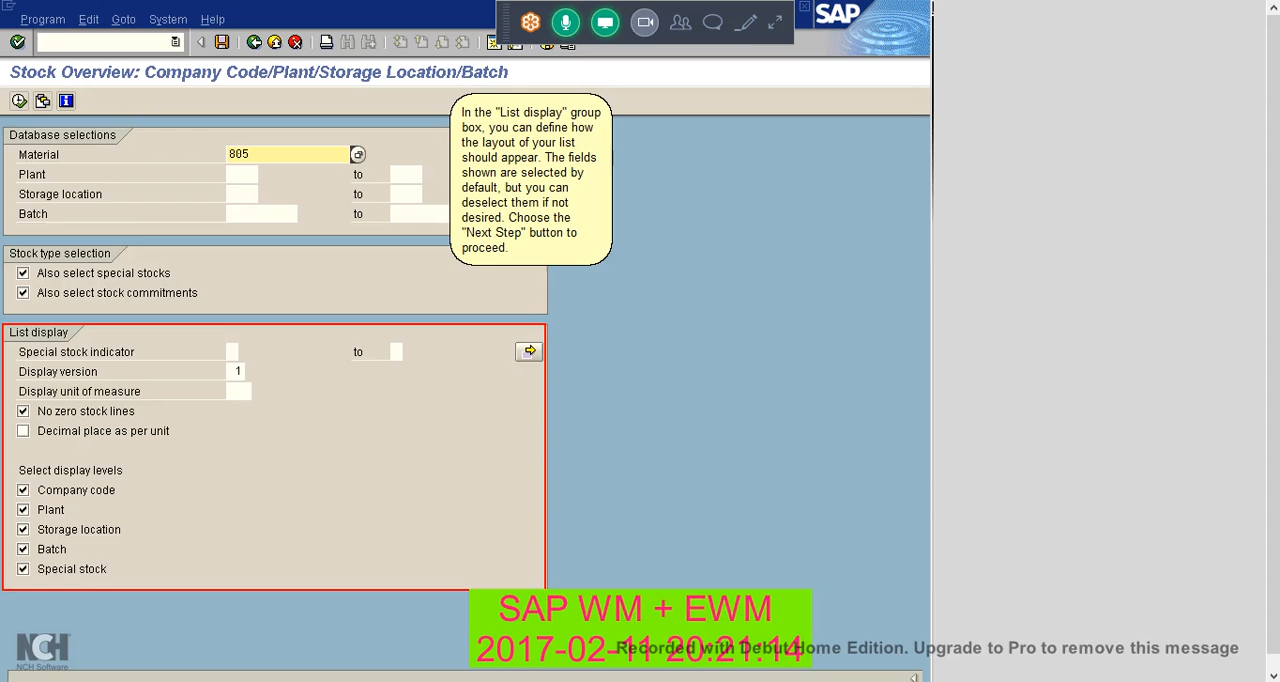 Program Edit Goto System Help
SAP
Stock Overview: Company Code/Plant/Storage Location/Batch
Database selections
Material 805
Plant to
Storage location to
Batch to
In the "List display" group
box, you can define how
the layout of your list
should appear. The fields
shown are selected by
default, but you can
deselect them if not
desired. Choose the
"Next Step" button to
proceed.
Stock type selection
Also select special stocks
Also select stock commitments
List display
Special stock indicator to
Display version 1
Display unit of measure
No zero stock lines
Decimal place as per unit
Select display levels
Company code
Plant
Storage location
Batch
Special stock
SAP WM + EWM
2017-02-11 20:21:14
Recorded with Debut Home Edition. Upgrade to Pro to remove this message
NCH
NCH Software